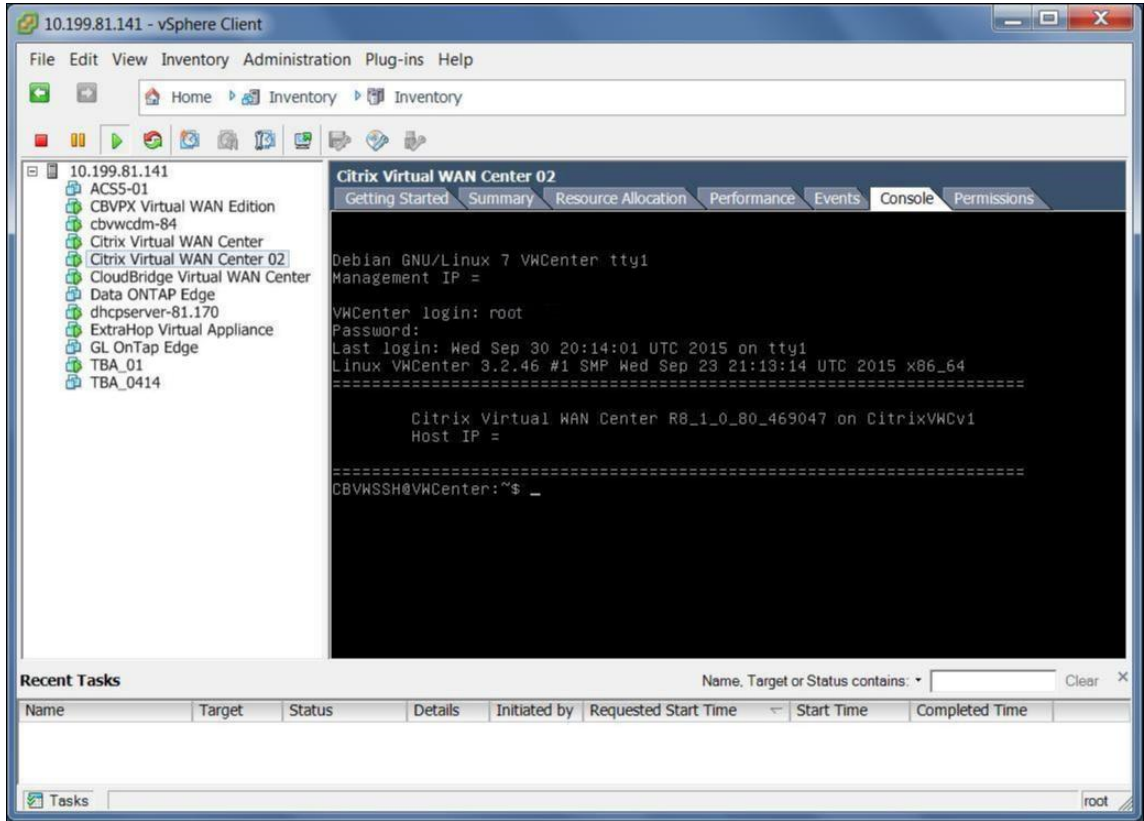 10.199.81.141 - vSphere Client
File Edit View Inventory Administration Plug-ins Help
Home Inventory Inventory
10.199.81.141
ACS5-01
CBVPX Virtual WAN Edition
cbvwcdm-84
Citrix Virtual WAN Center
Citrix Virtual WAN Center 02
CloudBridge Virtual WAN Center
Data ONTAP Edge
dhcpserver-81.170
ExtraHop Virtual Appliance
GL OnTap Edge
TBA_01
TBA_0414
Citrix Virtual WAN Center 02
Getting Started Summary Resource Allocation Performance Events Console Permissions
Debian GNU/Linux 7 VWCenter tty1
Management IP =
VWCenter login: root
Password:
Last login: Wed Sep 30 20:14:01 UTC 2015 on tty1
Linux VWCenter 3.2.46 #1 SMP Wed Sep 23 21:13:14 UTC 2015 x86_64
=======================================================================
Citrix Virtual WAN Center R8_1_0_80_469047 on CitrixVWCv1
Host IP =
=======================================================================
CBVWSSH@VWCenter:~$ _
Recent Tasks Name, Target or Status contains: Clear
Name Target Status Details Initiated by Requested Start Time Start Time Completed Time
Tasks root